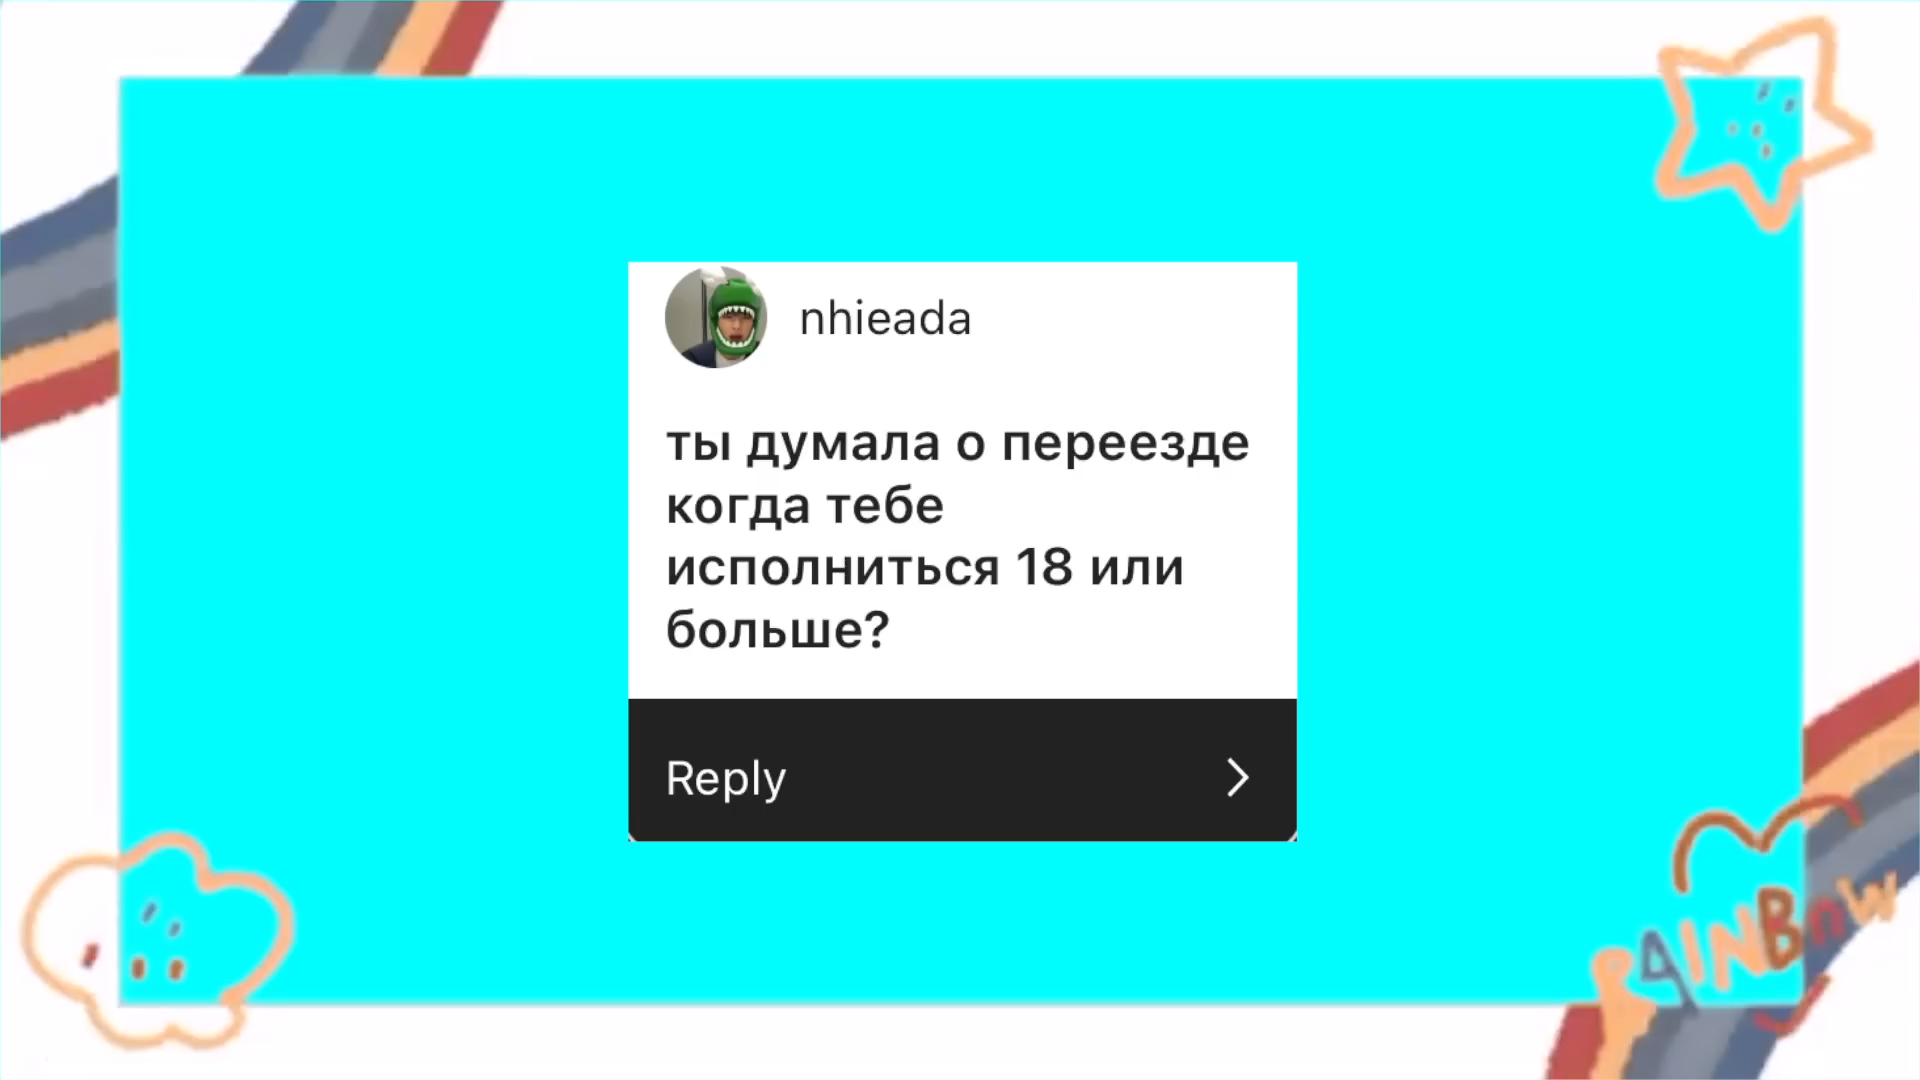 nhieada
ты думала о переезде
когда тебе
исполниться 18 или
больше?
Reply
RAINBOW